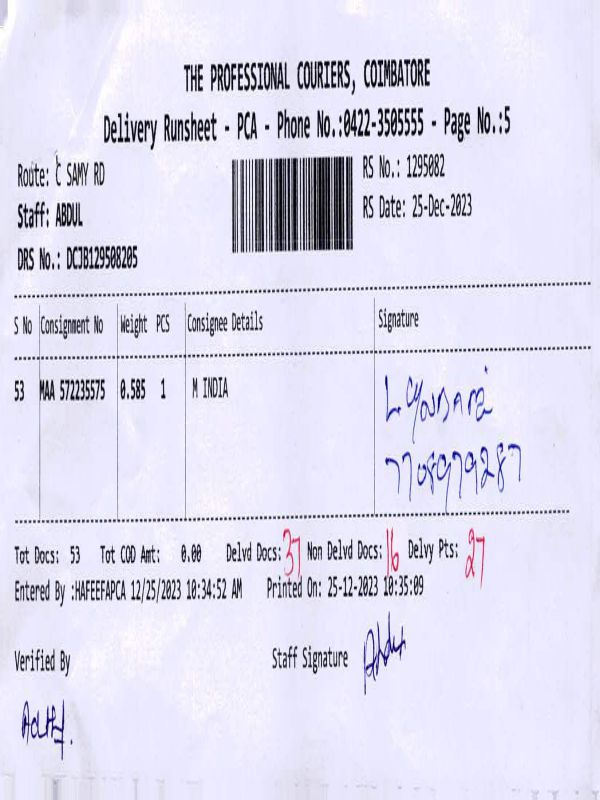 THE PROFESSIONAL COURIERS, COIMBATORE
Delivery Runsheet - PCA - Phone No.:0422-3505555 - Page No.:5
Route: C SAMY RD
RS No.: 1295082
Staff: ABDUL
RS Date: 25-Dec-2023
DRS No.: DCJB129508205
S No Consignment No Weight PCS Consignee Details Signature
53 MAA 572235575 0.585 1 M INDIA
7708979287
Tot Docs: 53 Tot COD Amt: 0.00 Delvd Docs: 37 Non Delvd Docs: 16 Delvy Pts: 27
Entered By :HAFEEFAPCA 12/25/2023 10:34:52 AM Printed On: 25-12-2023 10:35:09
Verified By Staff Signature